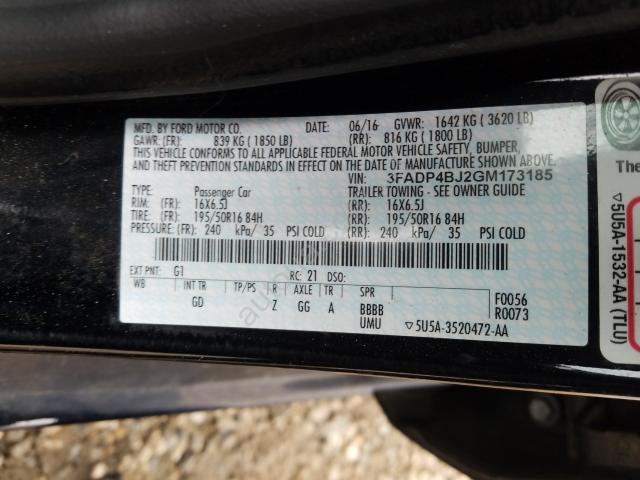 MFD. BY FORD MOTOR CO. DATE: 06/16 GVWR: 1642 KG ( 3620 LB)
GAWR: (FR): 839 KG ( 1850 LB) (RR): 816 KG ( 1800 LB)
THIS VEHICLE CONFORMS TO ALL APPLICABLE FEDERAL MOTOR VEHICLE SAFETY, BUMPER,
AND THEFT PREVENTION STANDARDS IN EFFECT ON THE DATE OF MANUFACTURE SHOWN ABOVE.
VIN: 3FADP4BJ2GM173185
TYPE: Passenger Car TRAILER TOWING - SEE OWNER GUIDE
RIM: (FR): 16X6.5J (RR): 16X6.5J
TIRE: (FR): 195/50R16 84H (RR): 195/50R16 84H
PRESSURE: (FR): 240 kPa/ 35 PSI COLD (RR): 240 kPa/ 35 PSI COLD
EXT PNT: G1 RC: 21 DSO:
WB INT TR TP/PS R AXLE TR SPR
GD Z GG A BBBB
UMU
F0056
R0073
▽5U5A-3520472-AA
▽5U5A-1532-AA (TLU)